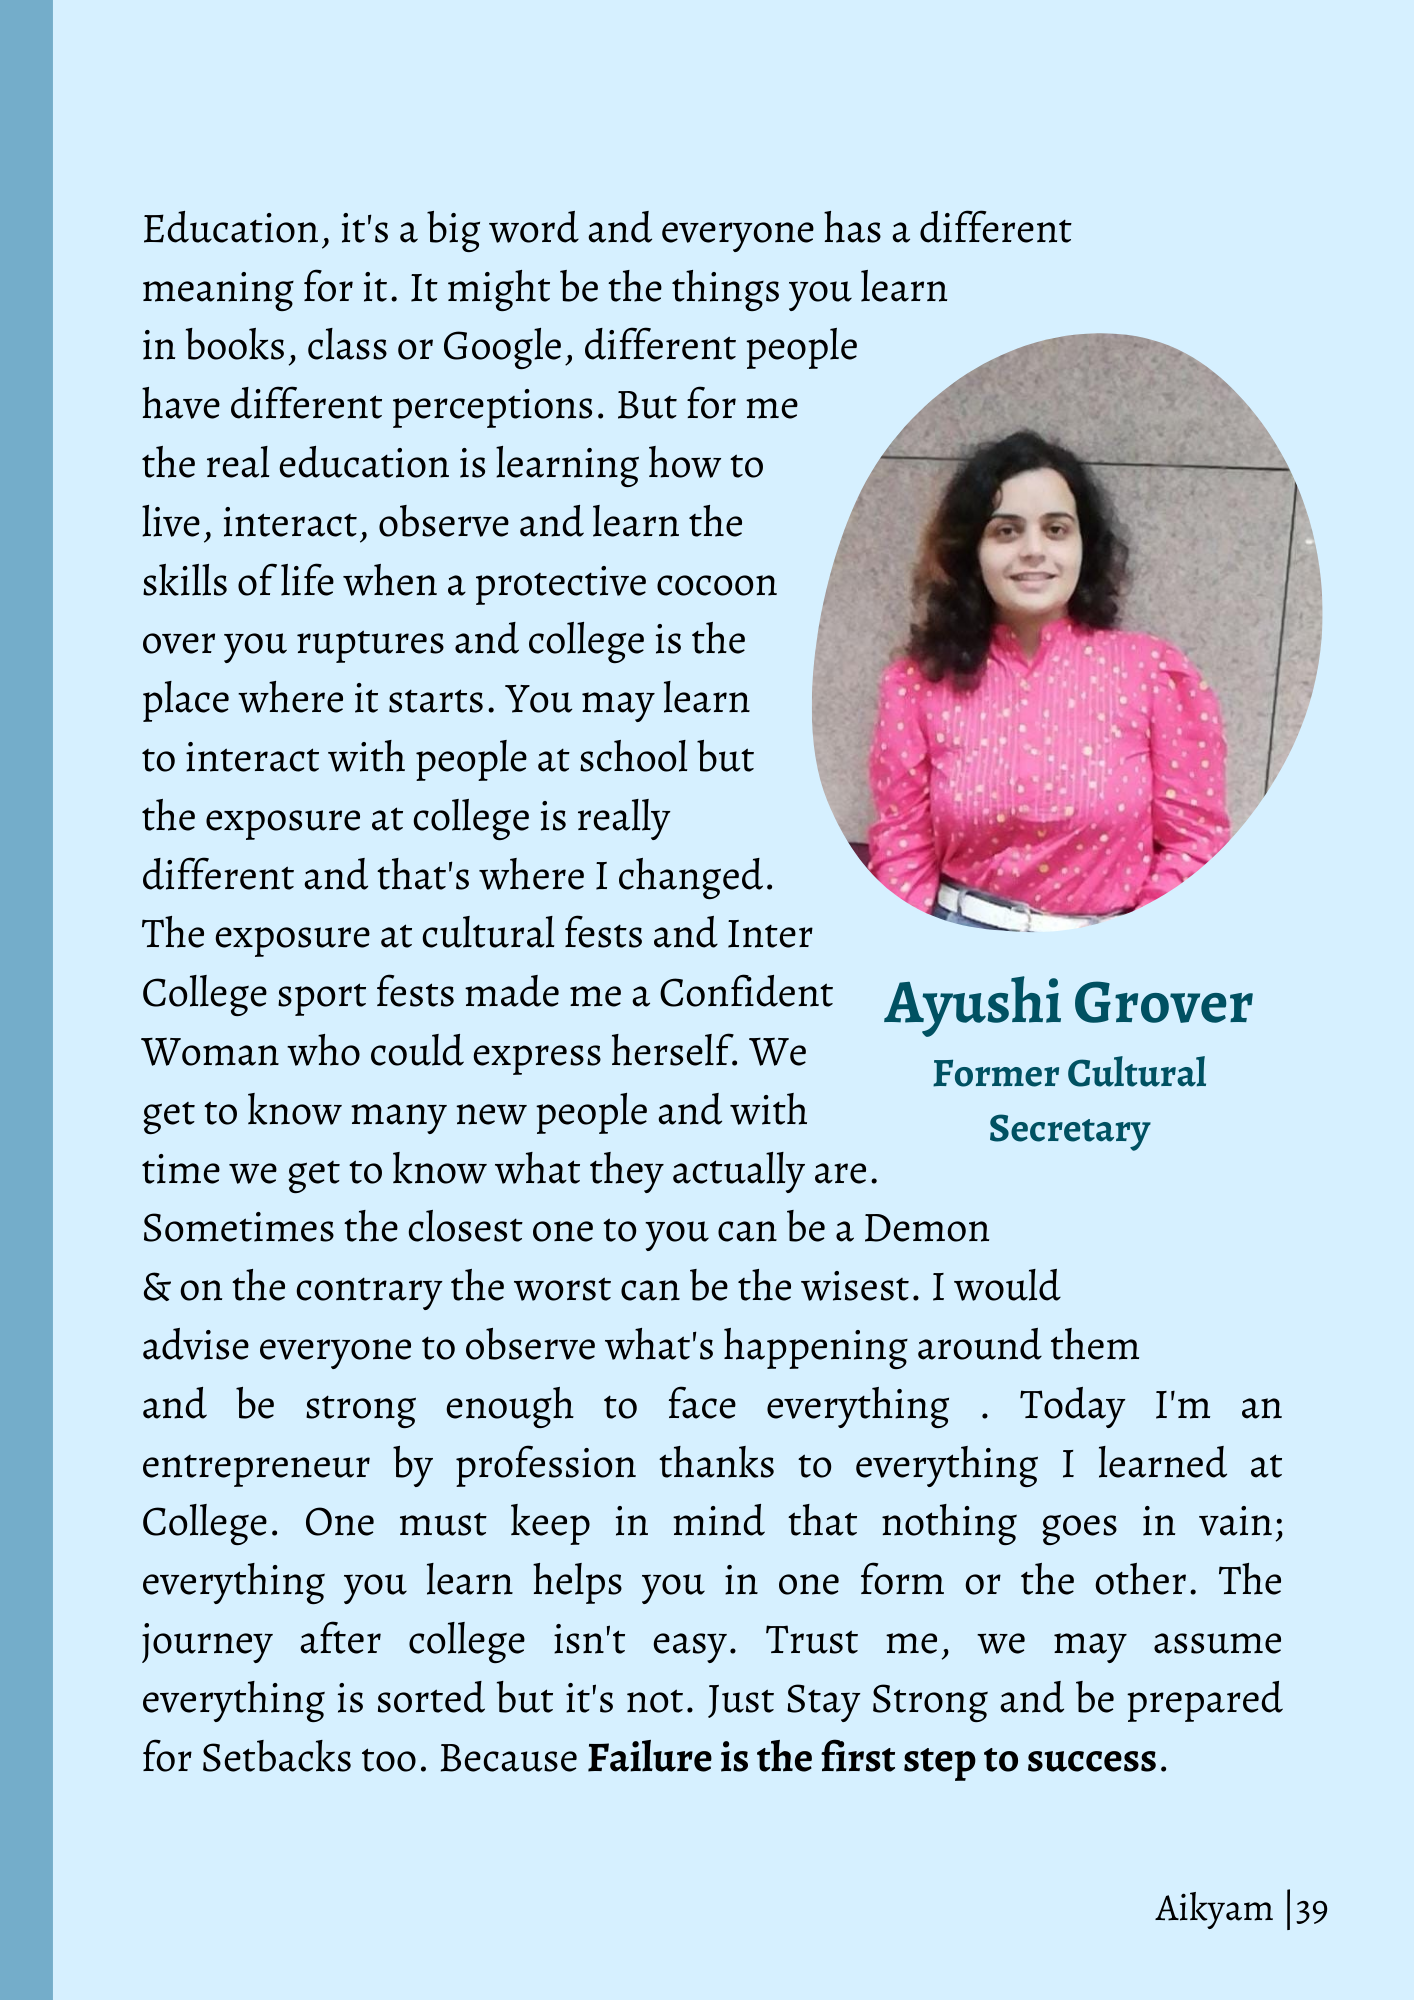 Education, it's a big word and everyone has a different
meaning for it. It might be the things you learn
in books, class or Google, different people
have different perceptions. But for me
the real education is learning how to
live, interact, observe and learn the
skills of life when a protective cocoon
over you ruptures and college is the
place where it starts. You may learn
to interact with people at school but
the exposure at college is really
different and that's where I changed.
The exposure at cultural fests and Inter
College sport fests made me a Confident
Woman who could express herself. We
get to know many new people and with
time we get to know what they actually are.
Sometimes the closest one to you can be a Demon
& on the contrary the worst can be the wisest. I would
advise everyone to observe what's happening around them
and be strong enough to face everything . Today I'm an
entrepreneur by profession thanks to everything I learned at
College. One must keep in mind that nothing goes in vain;
everything you learn helps you in one form or the other. The
journey after college isn't easy. Trust me, we may assume
everything is sorted but it's not. Just Stay Strong and be prepared
for Setbacks too. Because Failure is the first step to success.
Ayushi Grover
Former Cultural
Secretary
Aikyam |39